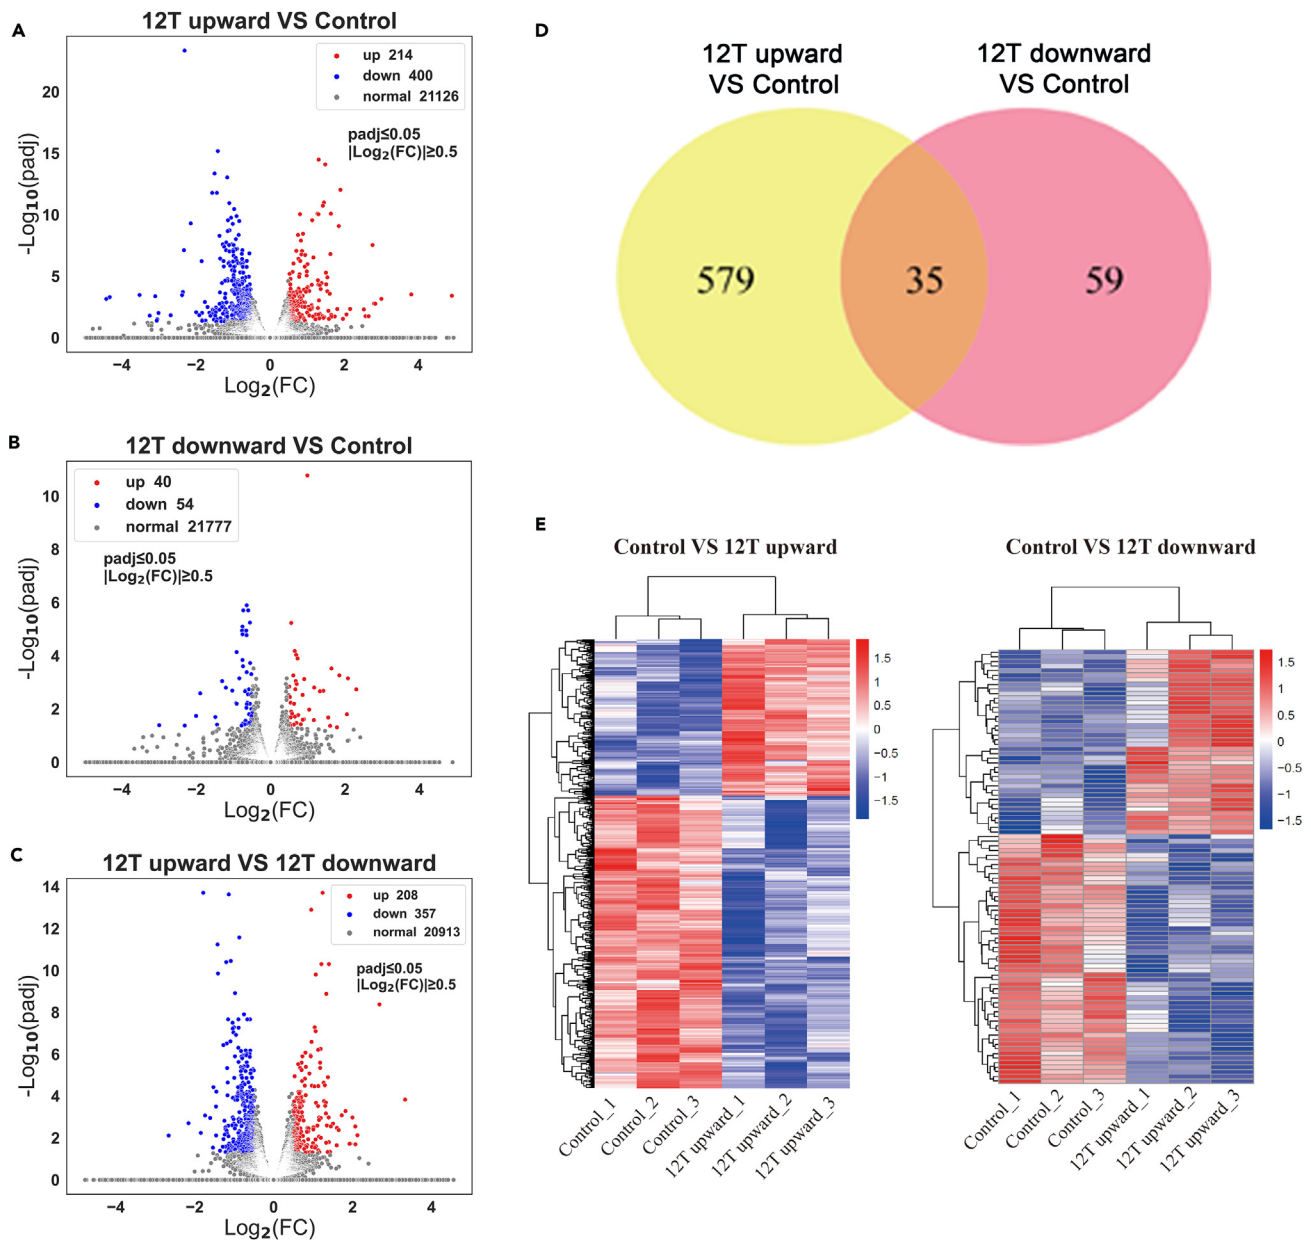 A
12T upward VS Control
up 214
down 400
normal 21126
padj≤0.05
|Log₂(FC)|≥0.5
-Log₁₀(padj)
20
15
10
5
0
−4
−2
0
2
4
Log₂(FC)
B
12T downward VS Control
up 40
down 54
normal 21777
padj≤0.05
|Log₂(FC)|≥0.5
-Log₁₀(padj)
10
8
6
4
2
0
−4
−2
0
2
4
Log₂(FC)
C
12T upward VS 12T downward
up 208
down 357
normal 20913
padj≤0.05
|Log₂(FC)|≥0.5
-Log₁₀(padj)
14
12
10
8
6
4
2
0
−4
−2
0
2
4
Log₂(FC)
D
12T upward
VS Control
12T downward
VS Control
579
35
59
E
Control VS 12T upward
1.5
1
0.5
0
−0.5
−1
−1.5
Control_1
Control_2
Control_3
12T upward_1
12T upward_2
12T upward_3
Control VS 12T downward
1.5
1
0.5
0
−0.5
−1
−1.5
Control_1
Control_2
Control_3
12T upward_1
12T upward_2
12T upward_3